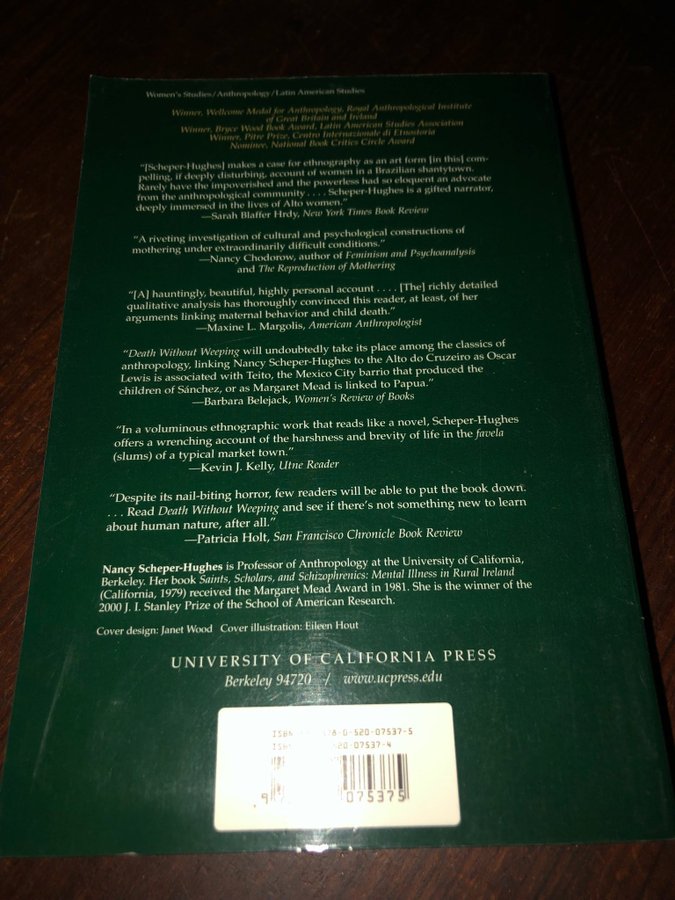 Women's Studies/Anthropology/Latin American Studies
Winner, Wellcome Medal for Anthropology, Royal Anthropological Institute
of Great Britain and Ireland
Winner, Bryce Wood Book Award, Latin American Studies Association
Winner, Pitre Prize, Centro Internazionale di Etnostoria
Nominee, National Book Critics Circle Award
"[Scheper-Hughes] makes a case for ethnography as an art form [in this] com-
pelling, if deeply disturbing, account of women in a Brazilian shantytown.
Rarely have the impoverished and the powerless had so eloquent an advocate
from the anthropological community . . . . Scheper-Hughes is a gifted narrator,
deeply immersed in the lives of Alto women."
—Sarah Blaffer Hrdy, New York Times Book Review
"A riveting investigation of cultural and psychological constructions of
mothering under extraordinarily difficult conditions."
—Nancy Chodorow, author of Feminism and Psychoanalysis
and The Reproduction of Mothering
"[A] hauntingly, beautiful, highly personal account . . . . [The] richly detailed
qualitative analysis has thoroughly convinced this reader, at least, of her
arguments linking maternal behavior and child death."
—Maxine L. Margolis, American Anthropologist
"Death Without Weeping will undoubtedly take its place among the classics of
anthropology, linking Nancy Scheper-Hughes to the Alto do Cruzeiro as Oscar
Lewis is associated with Teito, the Mexico City barrio that produced the
children of Sánchez, or as Margaret Mead is linked to Papua."
—Barbara Belejack, Women's Review of Books
"In a voluminous ethnographic work that reads like a novel, Scheper-Hughes
offers a wrenching account of the harshness and brevity of life in the favela
(slums) of a typical market town."
—Kevin J. Kelly, Utne Reader
"Despite its nail-biting horror, few readers will be able to put the book down.
. . . Read Death Without Weeping and see if there's not something new to learn
about human nature, after all."
—Patricia Holt, San Francisco Chronicle Book Review
Nancy Scheper-Hughes is Professor of Anthropology at the University of California,
Berkeley. Her book Saints, Scholars, and Schizophrenics: Mental Illness in Rural Ireland
(California, 1979) received the Margaret Mead Award in 1981. She is the winner of the
2000 J. I. Stanley Prize of the School of American Research.
Cover design: Janet Wood Cover illustration: Eileen Hout
UNIVERSITY OF CALIFORNIA PRESS
Berkeley 94720 / www.ucpress.edu
ISBN 78-0-520-07537-5
ISBN 20-07537-4
9 075375